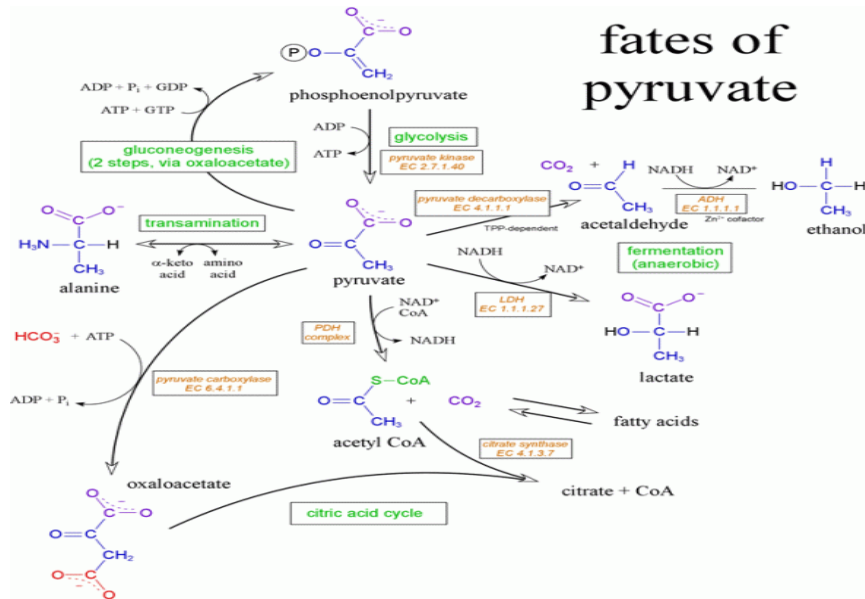 fates of
pyruvate
P
O
C
O
O
−
C
CH₂
phosphoenolpyruvate
ADP + Pᵢ + GDP
ATP + GTP
gluconeogenesis
(2 steps, via oxaloacetate)
ADP
ATP
glycolysis
pyruvate kinase
EC 2.7.1.40
O
C
O
−
H₃N
C
H
CH₃
alanine
transamination
α-keto
acid
amino
acid
C
O
−
O
C
CH₃
pyruvate
pyruvate decarboxylase
EC 4.1.1.1
TPP-dependent
CO₂
+
H
O
C
CH₃
acetaldehyde
NADH
NAD⁺
ADH
EC 1.1.1.1
Zn²⁺ cofactor
H
HO
C
H
CH₃
ethanol
NADH
NAD⁺
LDH
EC 1.1.1.27
fermentation
(anaerobic)
O
C
O
−
HO
C
H
CH₃
lactate
NAD⁺
CoA
NADH
PDH
complex
HCO₃⁻ + ATP
ADP + Pᵢ
pyruvate carboxylase
EC 6.4.1.1
S
CoA
O
C
CH₃
+
CO₂
acetyl CoA
fatty acids
citrate synthase
EC 4.1.3.7
citrate + CoA
oxaloacetate
citric acid cycle
O
C
O
−
O
C
CH₂
O
C
O
−